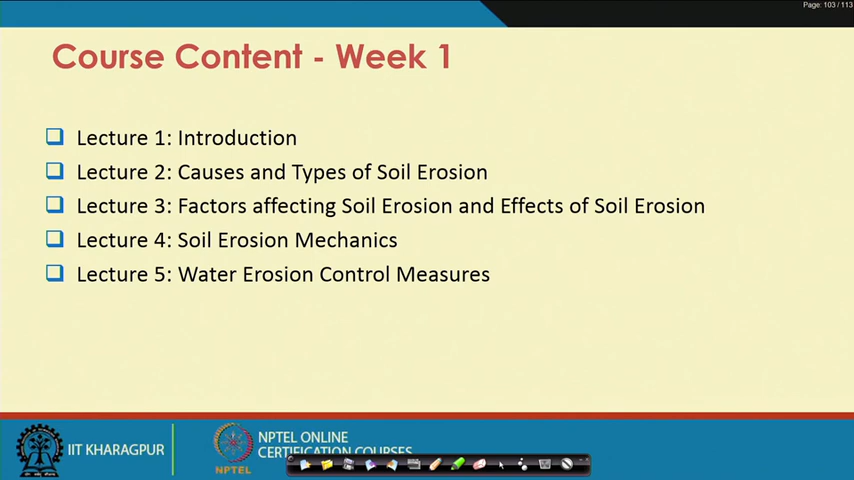 Page: 103 / 113
Course Content - Week 1
Lecture 1: Introduction
Lecture 2: Causes and Types of Soil Erosion
Lecture 3: Factors affecting Soil Erosion and Effects of Soil Erosion
Lecture 4: Soil Erosion Mechanics
Lecture 5: Water Erosion Control Measures
IIT KHARAGPUR
NPTEL
NPTEL ONLINE
CERTIFICATION COURSES